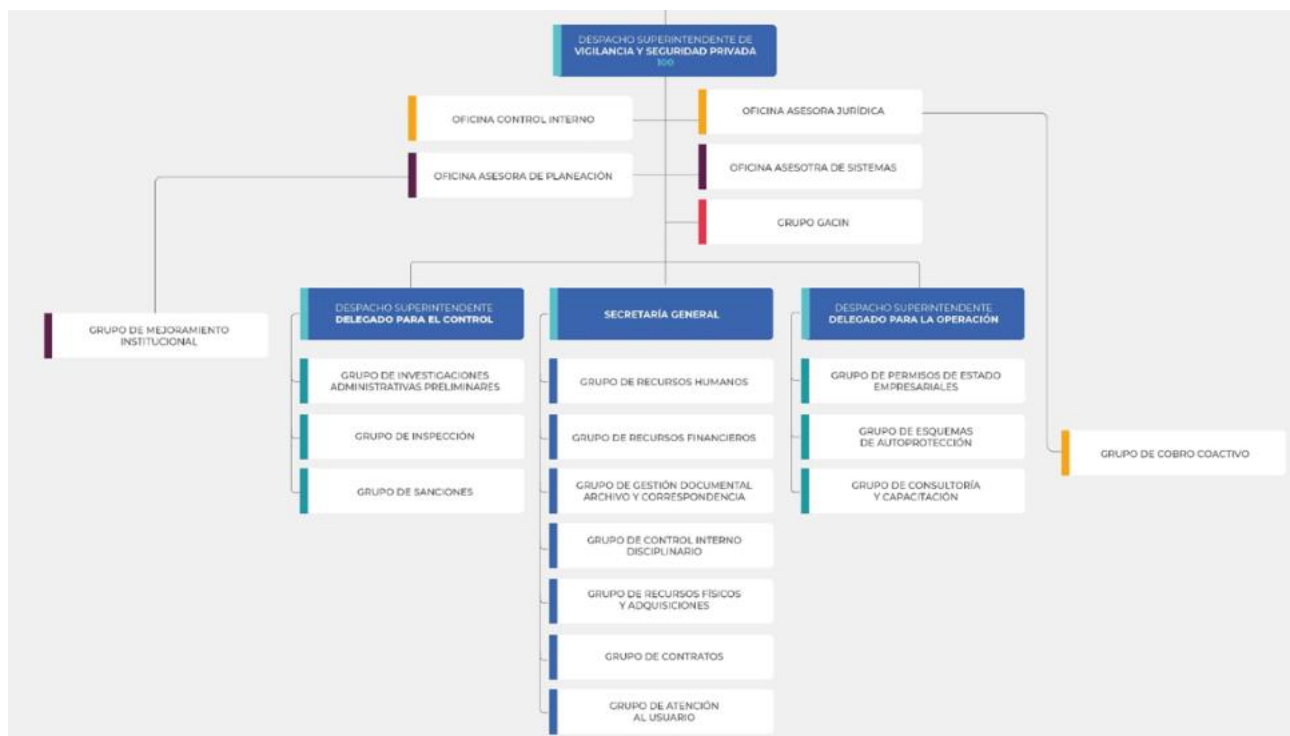 DESPACHO SUPERINTENDENTE DE
VIGILANCIA Y SEGURIDAD PRIVADA
100
OFICINA CONTROL INTERNO
OFICINA ASESORA JURÍDICA
OFICINA ASESORA DE PLANEACIÓN
OFICINA ASESOTRA DE SISTEMAS
GRUPO GACIN
GRUPO DE MEJORAMIENTO
INSTITUCIONAL
DESPACHO SUPERINTENDENTE
DELEGADO PARA EL CONTROL
GRUPO DE INVESTIGACIONES
ADMINISTRATIVAS PRELIMINARES
GRUPO DE INSPECCIÓN
GRUPO DE SANCIONES
SECRETARÍA GENERAL
GRUPO DE RECURSOS HUMANOS
GRUPO DE RECURSOS FINANCIEROS
GRUPO DE GESTIÓN DOCUMENTAL
ARCHIVO Y CORRESPONDENCIA
GRUPO DE CONTROL INTERNO
DISCIPLINARIO
GRUPO DE RECURSOS FÍSICOS
Y ADQUISICIONES
GRUPO DE CONTRATOS
GRUPO DE ATENCIÓN
AL USUARIO
DESPACHO SUPERINTENDENTE
DELEGADO PARA LA OPERACIÓN
GRUPO DE PERMISOS DE ESTADO
EMPRESARIALES
GRUPO DE ESQUEMAS
DE AUTOPROTECCIÓN
GRUPO DE CONSULTORÍA
Y CAPACITACIÓN
GRUPO DE COBRO COACTIVO